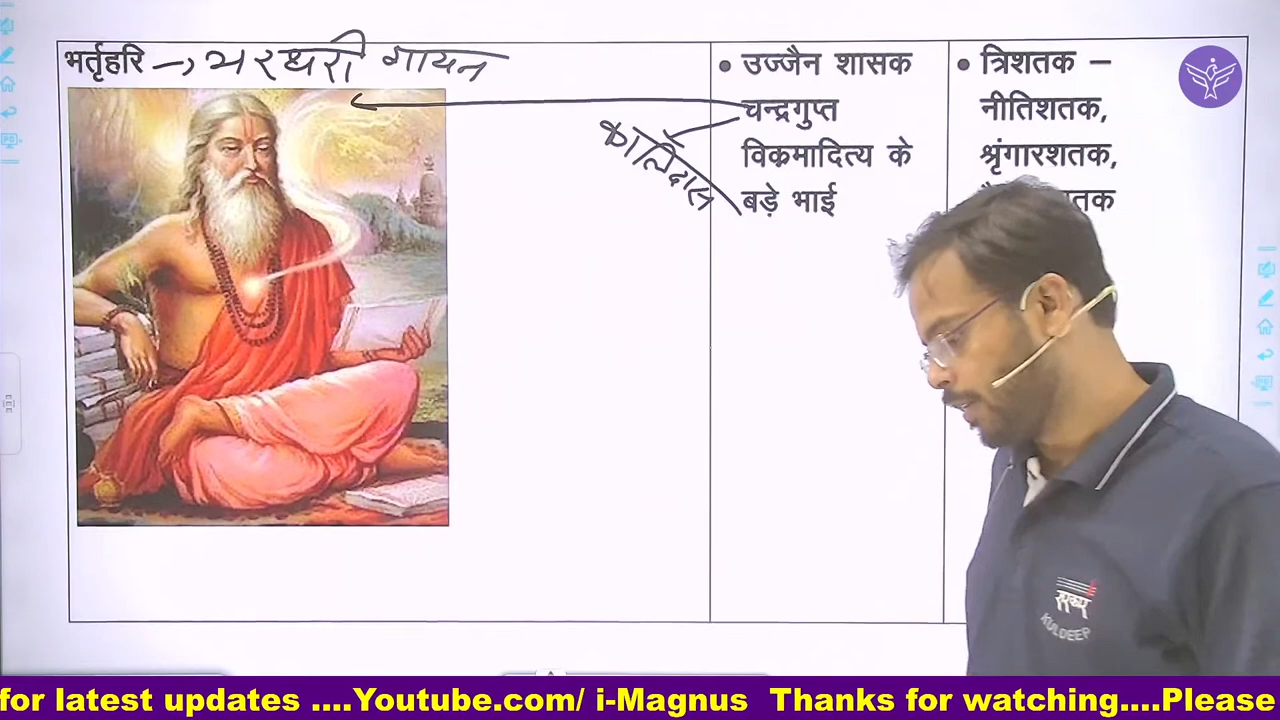 भर्तृहरि → भरथरी गायन
• उज्जैन शासक
चन्द्रगुप्त
विक्रमादित्य के
बड़े भाई
कालिदास
• त्रिशतक –
नीतिशतक,
श्रृंगारशतक,
KULDEEP
for latest updates ....Youtube.com/ i-Magnus Thanks for watching....Please